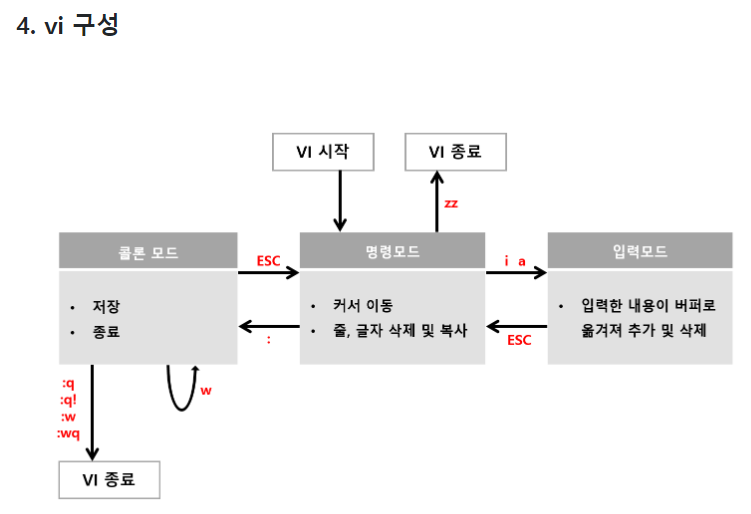 4. vi 구성
VI 시작
VI 종료
zz
콜론 모드
ESC
명령모드
i a
입력모드
• 저장
• 종료
• 커서 이동
• 줄, 글자 삭제 및 복사
• 입력한 내용이 버퍼로
옮겨져 추가 및 삭제
:
ESC
:q
:q!
:w
:wq
w
VI 종료